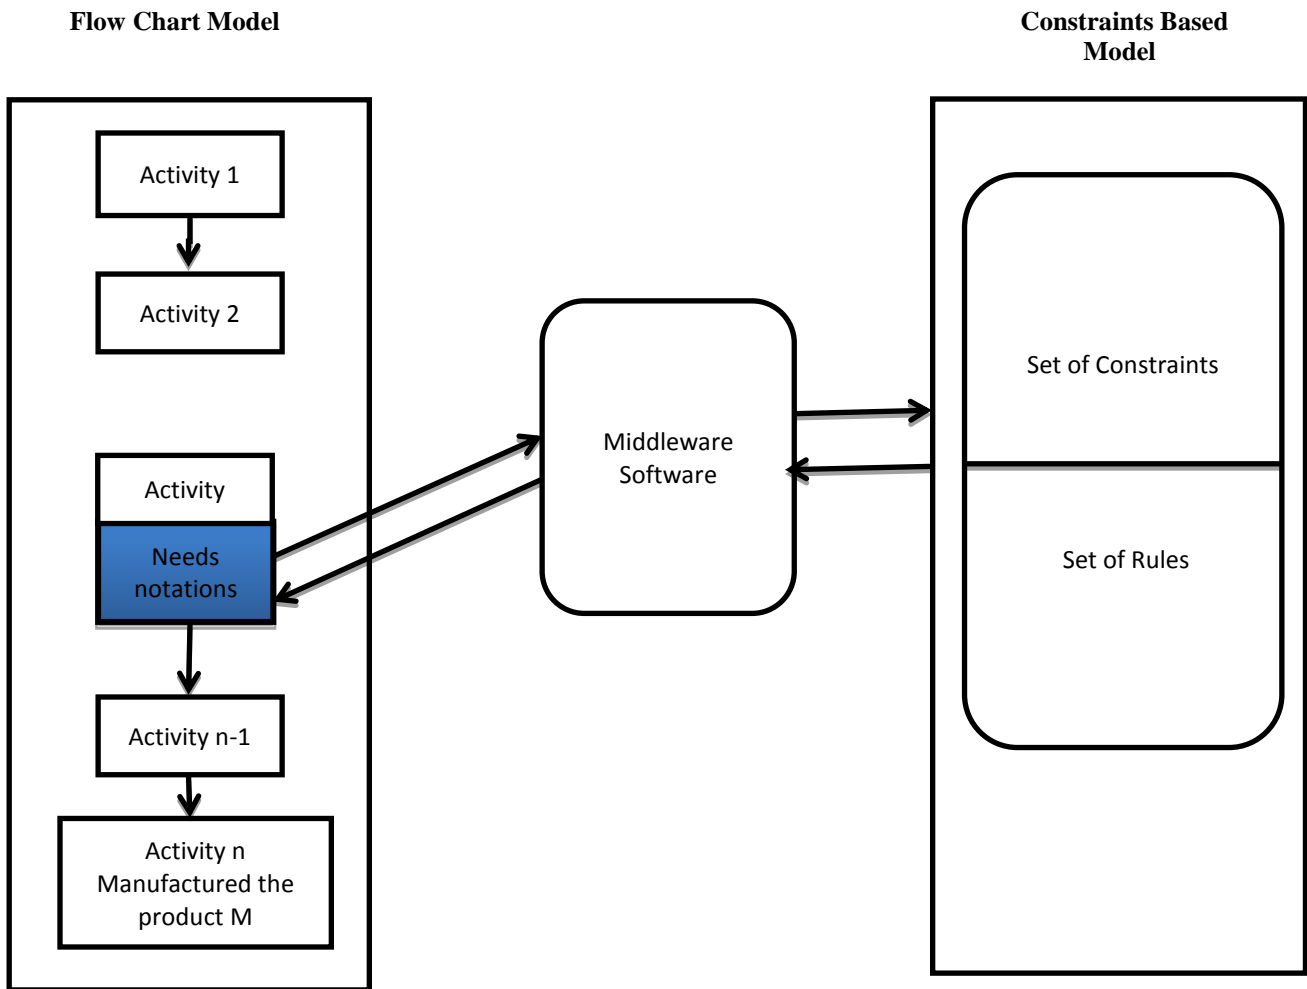 Flow Chart Model
Constraints Based
Model
Activity 1
Activity 2
Activity
Needs
notations
Activity n-1
Activity n
Manufactured the
product M
Middleware
Software
Set of Constraints
Set of Rules